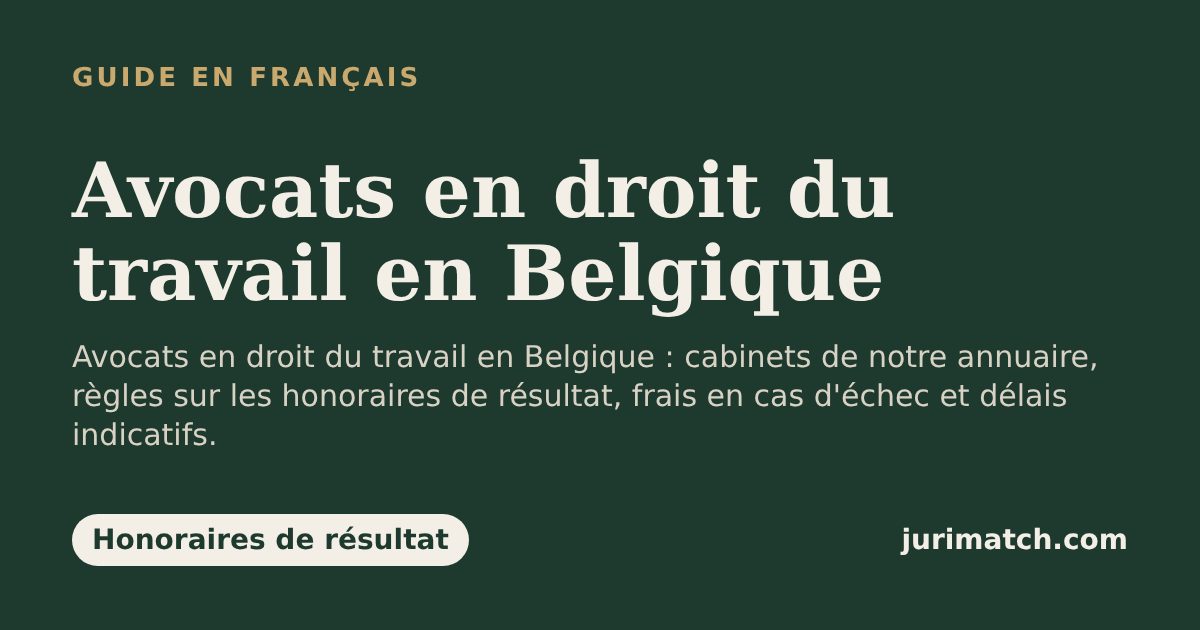 GUIDE EN FRANÇAIS
Avocats en droit du
travail en Belgique
Avocats en droit du travail en Belgique : cabinets de notre annuaire,
règles sur les honoraires de résultat, frais en cas d'échec et délais
indicatifs.
Honoraires de résultat
jurimatch.com